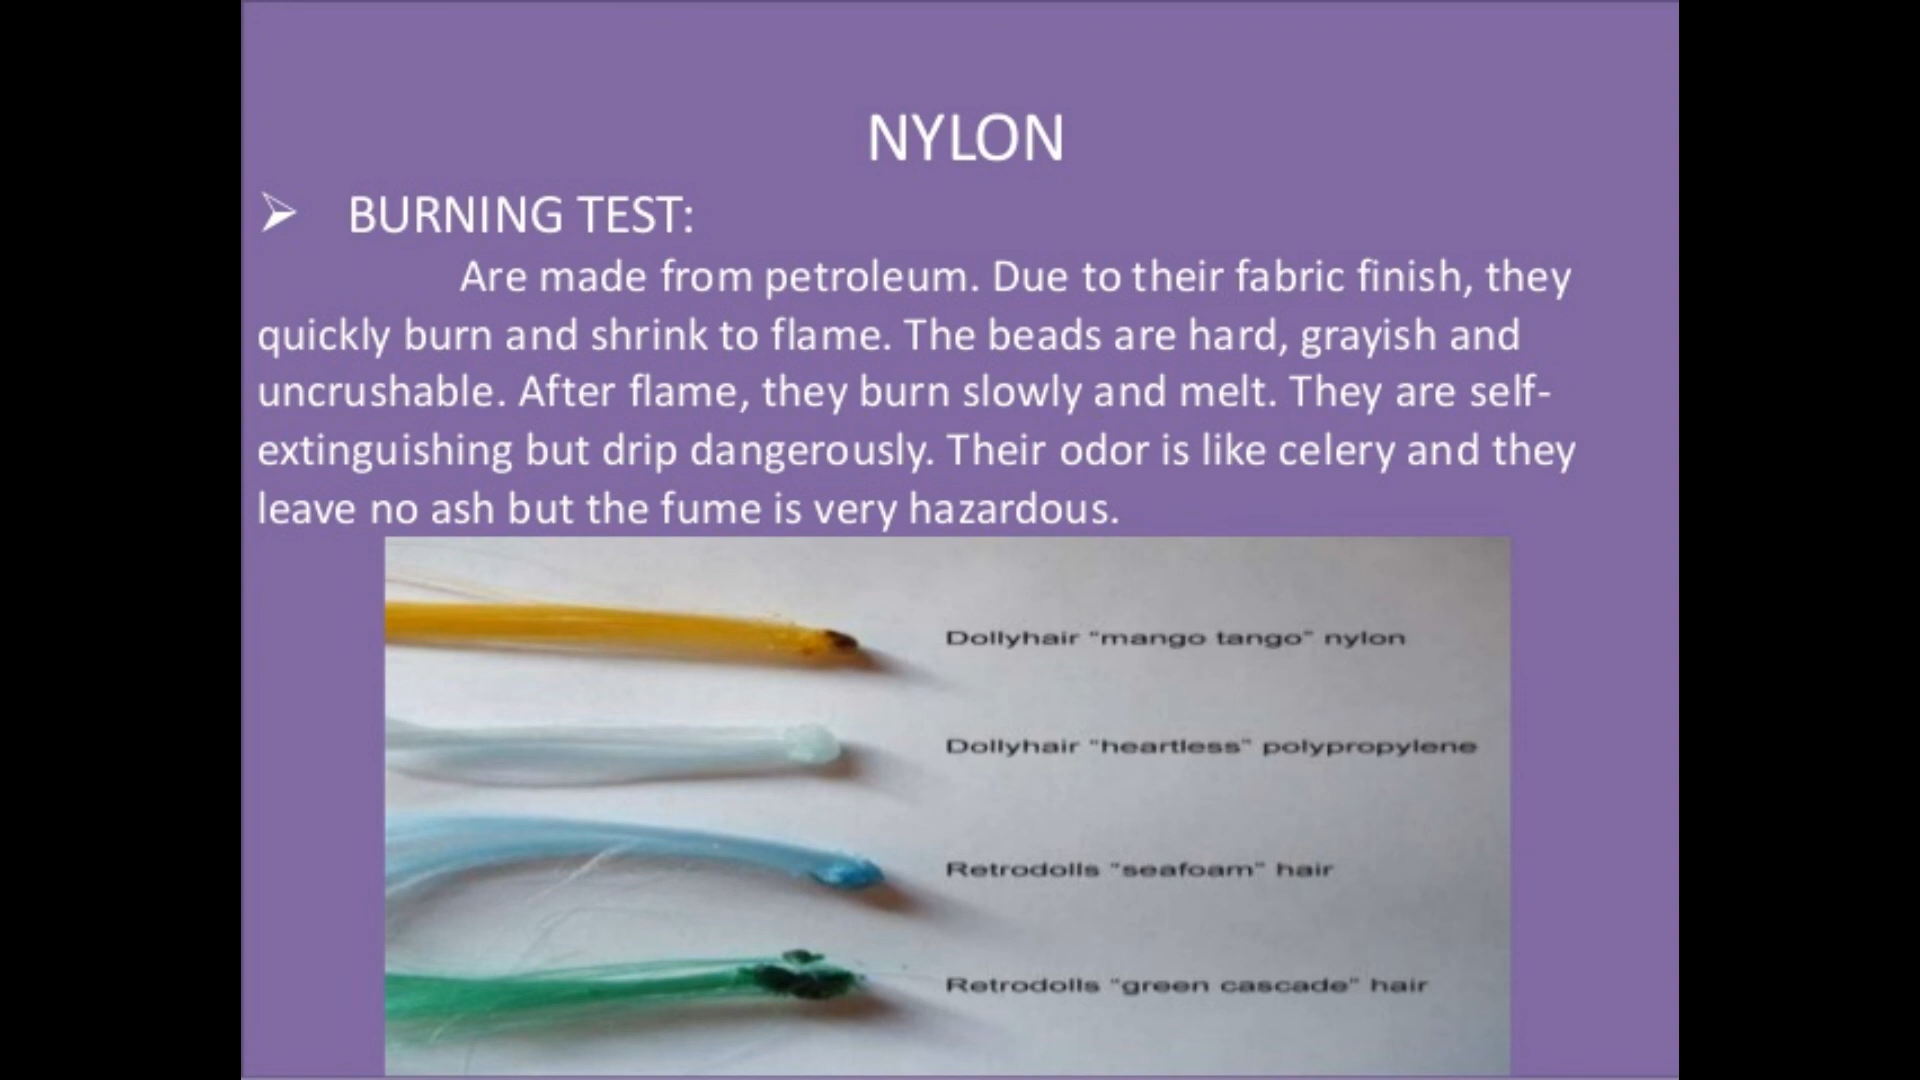 NYLON
BURNING TEST:
Are made from petroleum. Due to their fabric finish, they
quickly burn and shrink to flame. The beads are hard, grayish and
uncrushable. After flame, they burn slowly and melt. They are self-
extinguishing but drip dangerously. Their odor is like celery and they
leave no ash but the fume is very hazardous.
Dollyhair "mango tango" nylon
Dollyhair "heartless" polypropylene
Retrodolls "seafoam" hair
Retrodolls "green cascade" hair